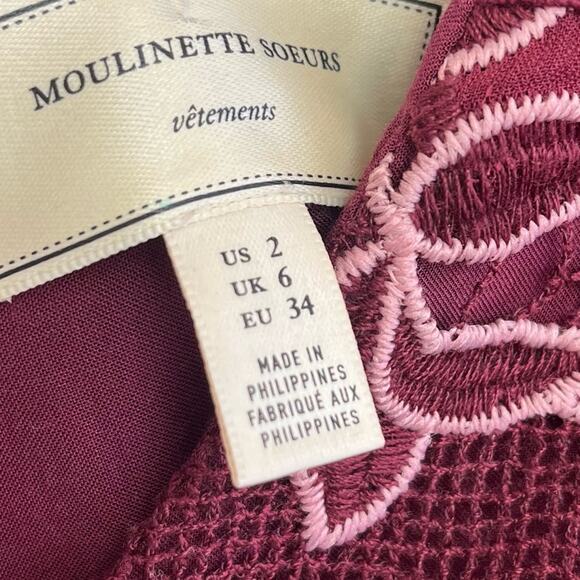 MOULINETTE SOEURS
vêtements
US 2
UK 6
EU 34
MADE IN
PHILIPPINES
FABRIQUÉ AUX
PHILIPPINES